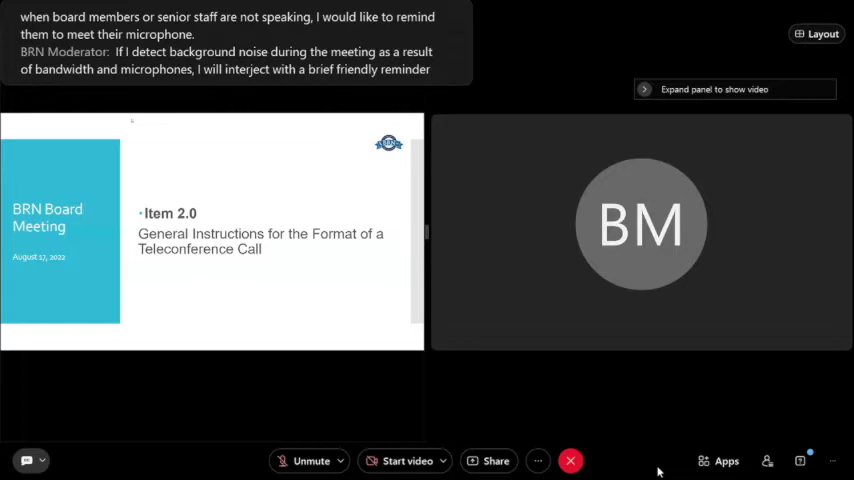 when board members or senior staff are not speaking, I would like to remind
them to meet their microphone.
BRN Moderator: If I detect background noise during the meeting as a result
of bandwidth and microphones, I will interject with a brief friendly reminder
Layout
Expand panel to show video
BRN
BRN Board
Meeting
August 17, 2022
•Item 2.0
General Instructions for the Format of a
Teleconference Call
BM
Unmute
Start video
Share
Apps